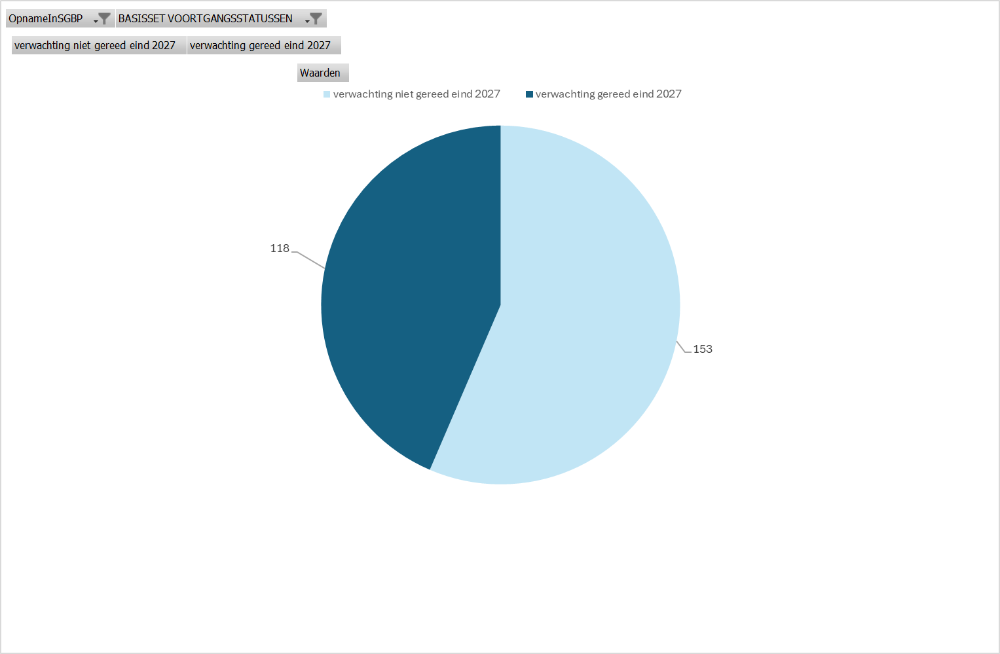 OpnameInSGBP BASISSET VOORTGANGSSTATUSSEN
verwachting niet gereed eind 2027 verwachting gereed eind 2027
Waarden
verwachting niet gereed eind 2027 verwachting gereed eind 2027
118
153